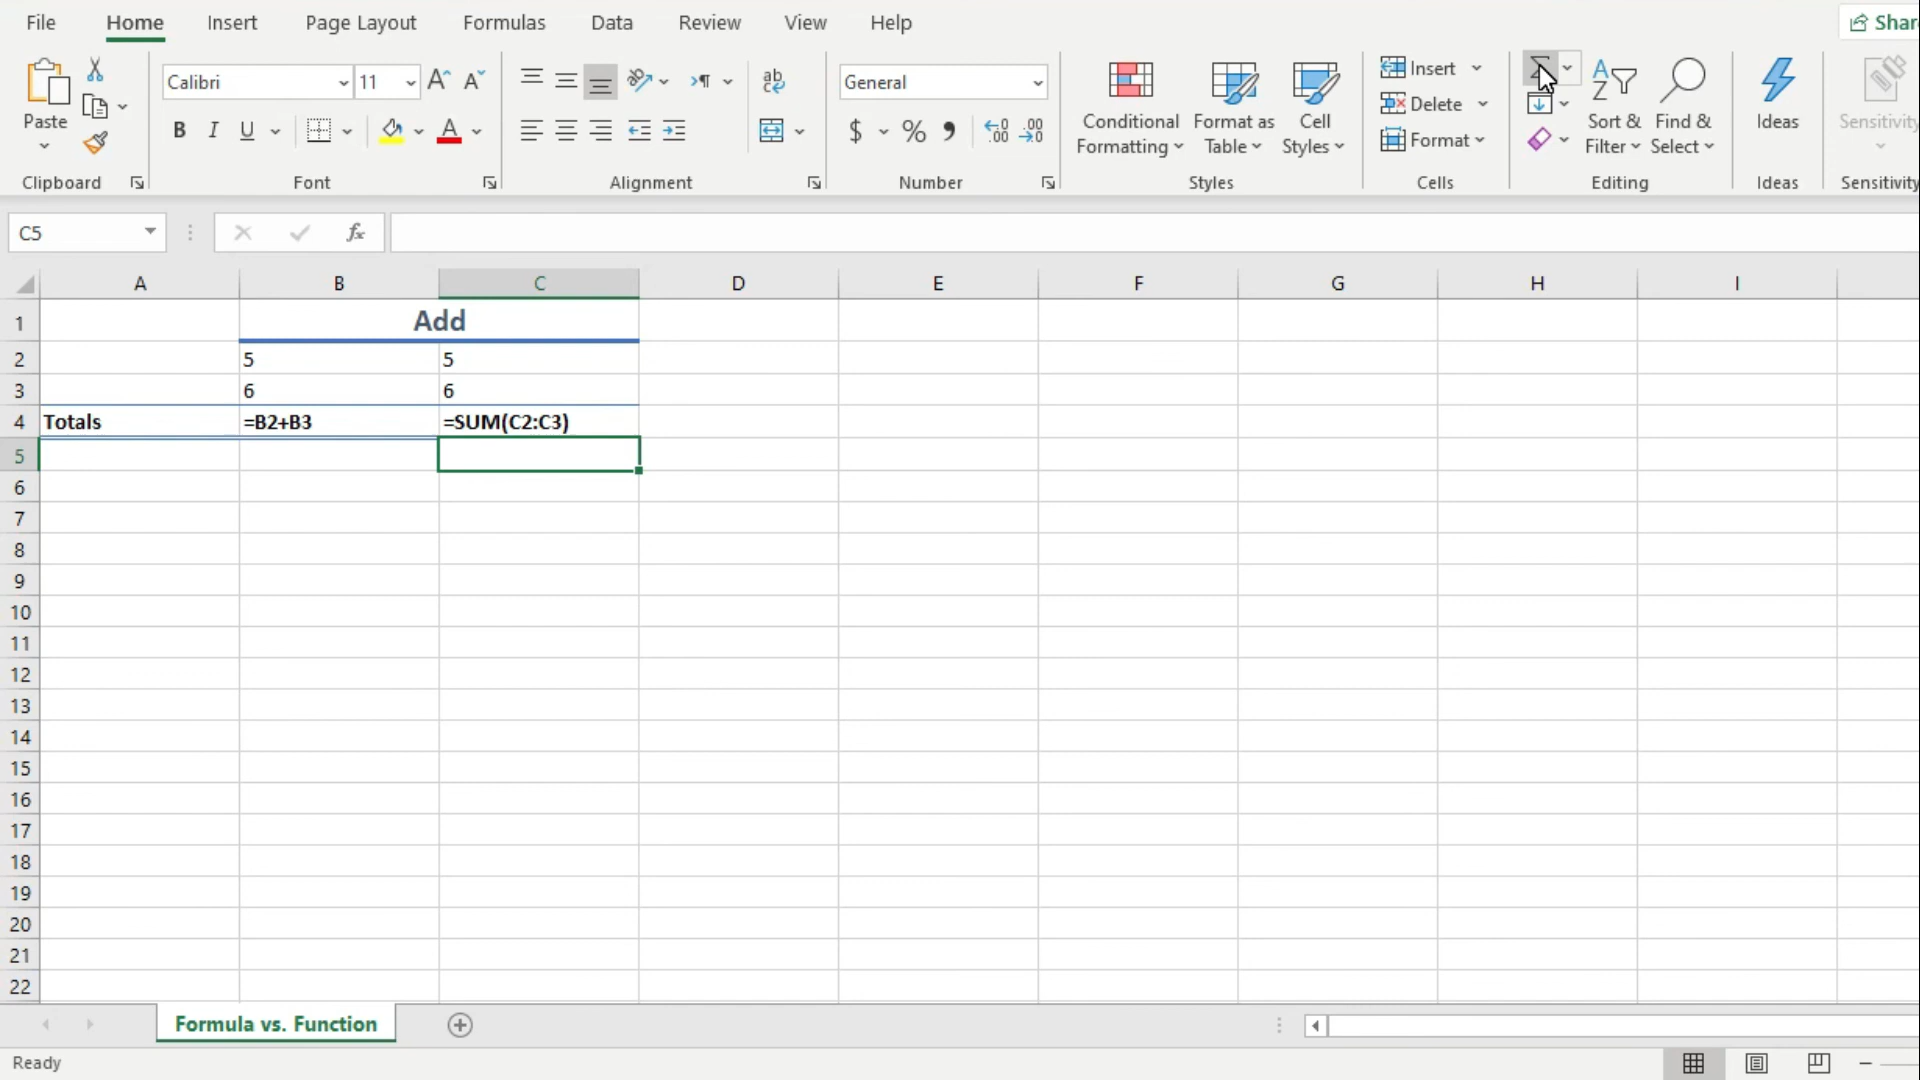 File Home Insert Page Layout Formulas Data Review View Help Shar
Calibri 11 General Insert
Paste Conditional Format as Cell Delete Sort & Find & Ideas Sensitivity
Formatting Table Styles Format Filter Select
Clipboard Font Alignment Number Styles Cells Editing Ideas Sensitivity
C5 fx
A B C D E F G H I
1 Add
2 5 5
3 6 6
4 Totals =B2+B3 =SUM(C2:C3)
5
6
7
8
9
10
11
12
13
14
15
16
17
18
19
20
21
22
Formula vs. Function
Ready